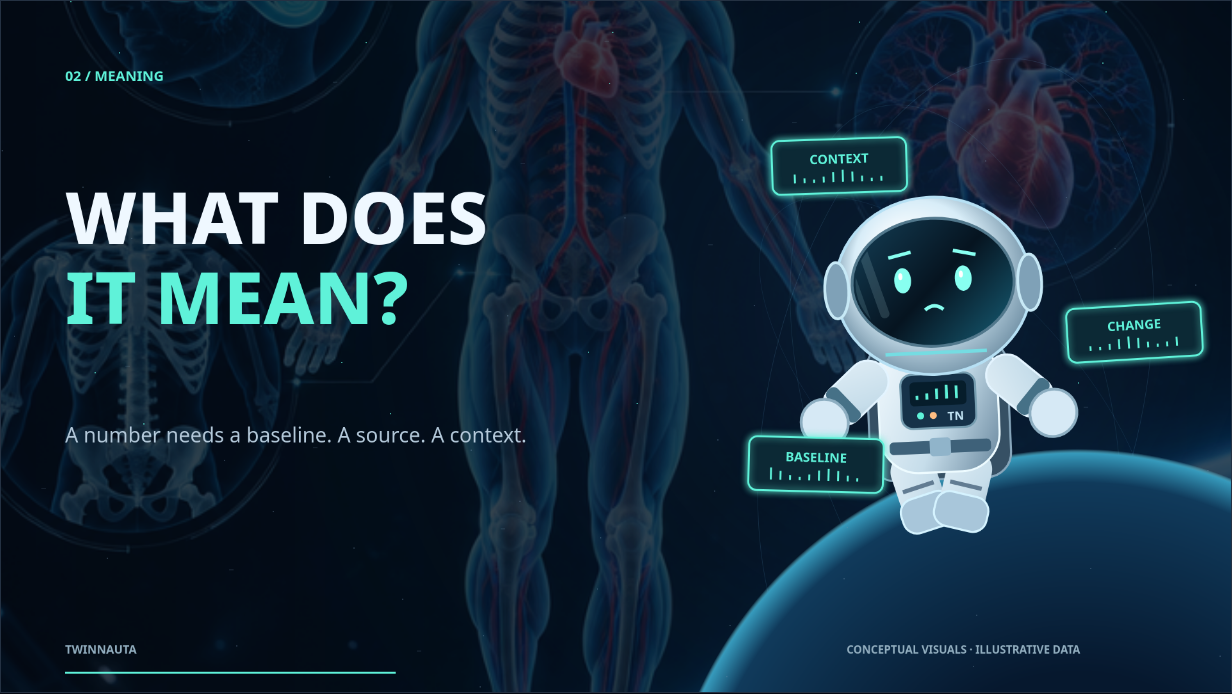 02 / MEANING
WHAT DOES
IT MEAN?
A number needs a baseline. A source. A context.
CONTEXT
CHANGE
TN
BASELINE
TWINNAUTA
CONCEPTUAL VISUALS · ILLUSTRATIVE DATA